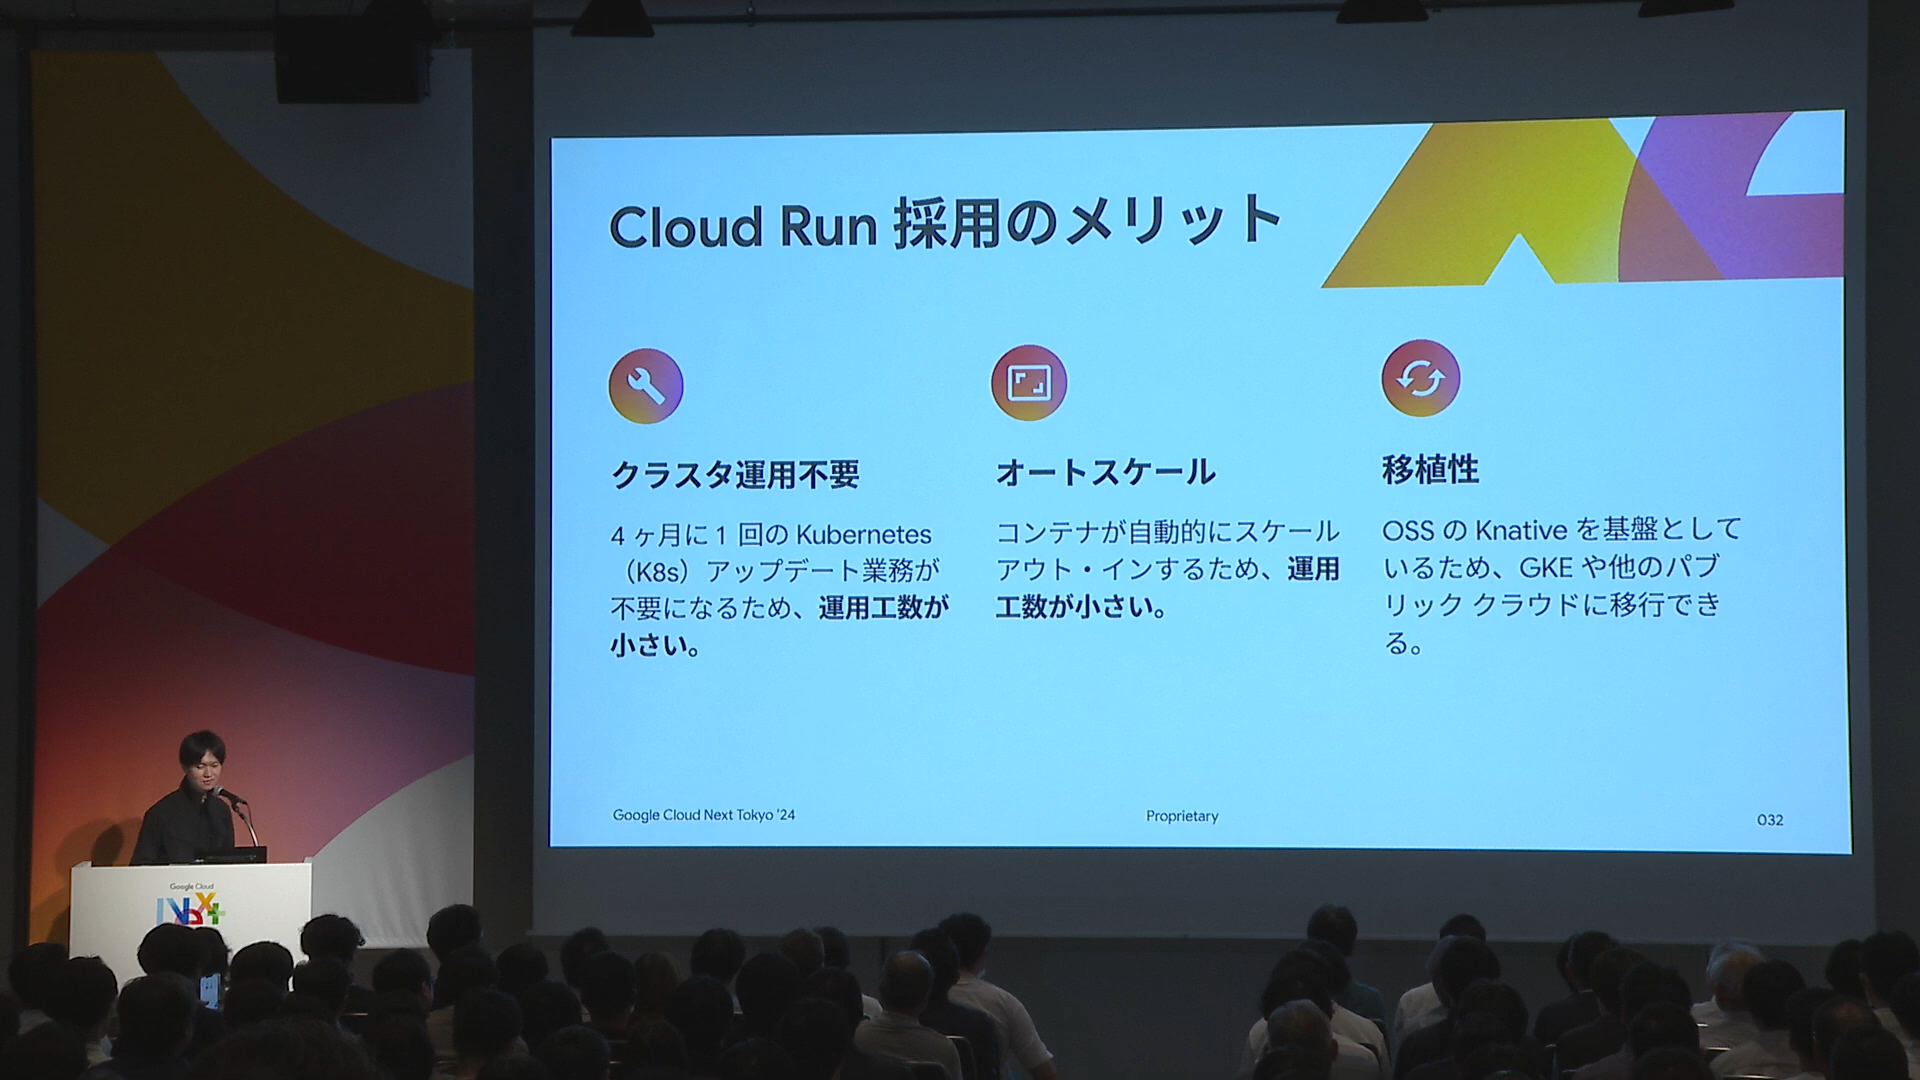 Cloud Run 採用のメリット
クラスタ運用不要
4 ヶ月に 1 回の Kubernetes
（K8s）アップデート業務が
不要になるため、運用工数が
小さい。
オートスケール
コンテナが自動的にスケール
アウト・インするため、運用
工数が小さい。
移植性
OSS の Knative を基盤として
いるため、GKE や他のパブ
リック クラウドに移行でき
る。
Google Cloud Next Tokyo ’24
Proprietary
032
Google Cloud
Next